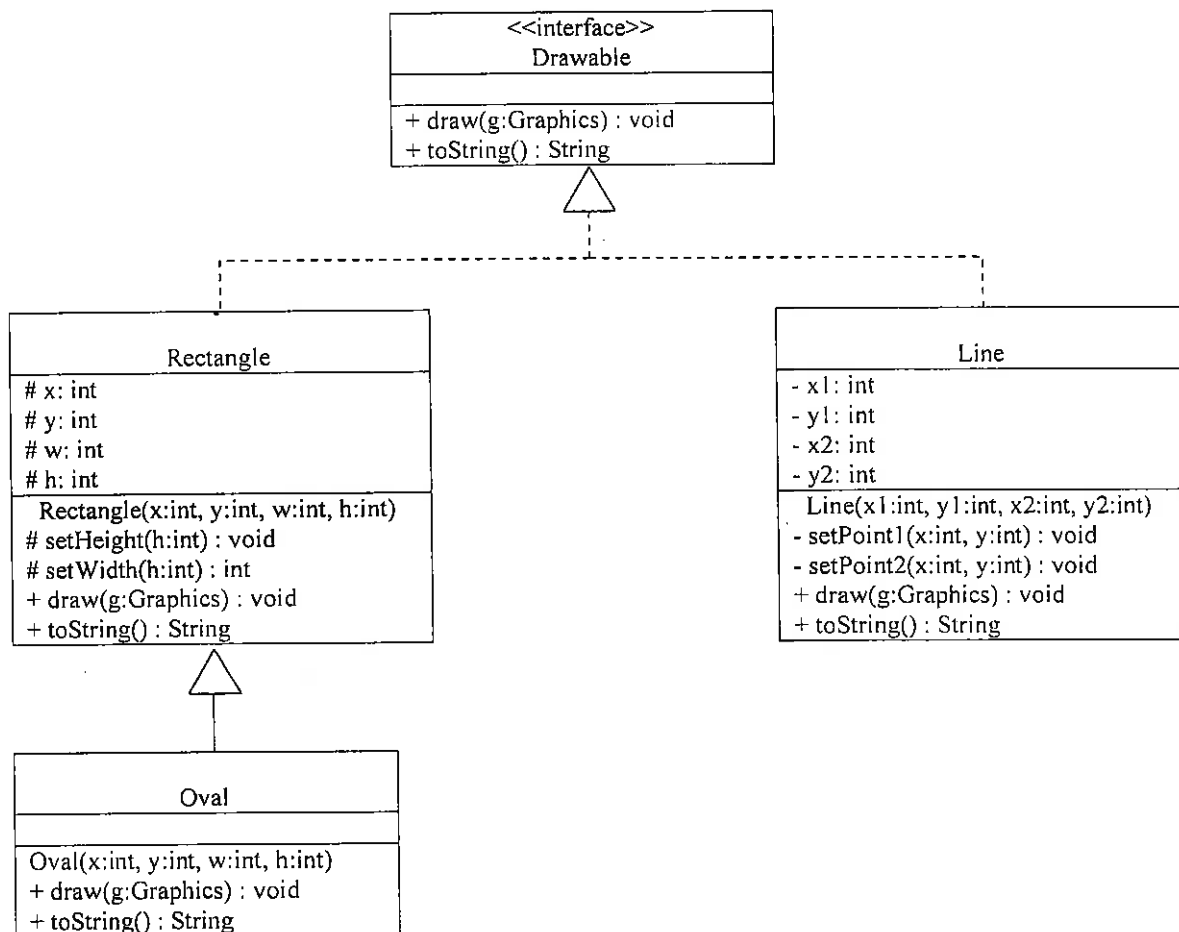 <<interface>>
Drawable
+ draw(g:Graphics) : void
+ toString() : String
Rectangle
# x: int
# y: int
# w: int
# h: int
Rectangle(x:int, y:int, w:int, h:int)
# setHeight(h:int) : void
# setWidth(h:int) : int
+ draw(g:Graphics) : void
+ toString() : String
Line
- x1: int
- y1: int
- x2: int
- y2: int
Line(x1:int, y1:int, x2:int, y2:int)
- setPoint1(x:int, y:int) : void
- setPoint2(x:int, y:int) : void
+ draw(g:Graphics) : void
+ toString() : String
Oval
Oval(x:int, y:int, w:int, h:int)
+ draw(g:Graphics) : void
+ toString() : String